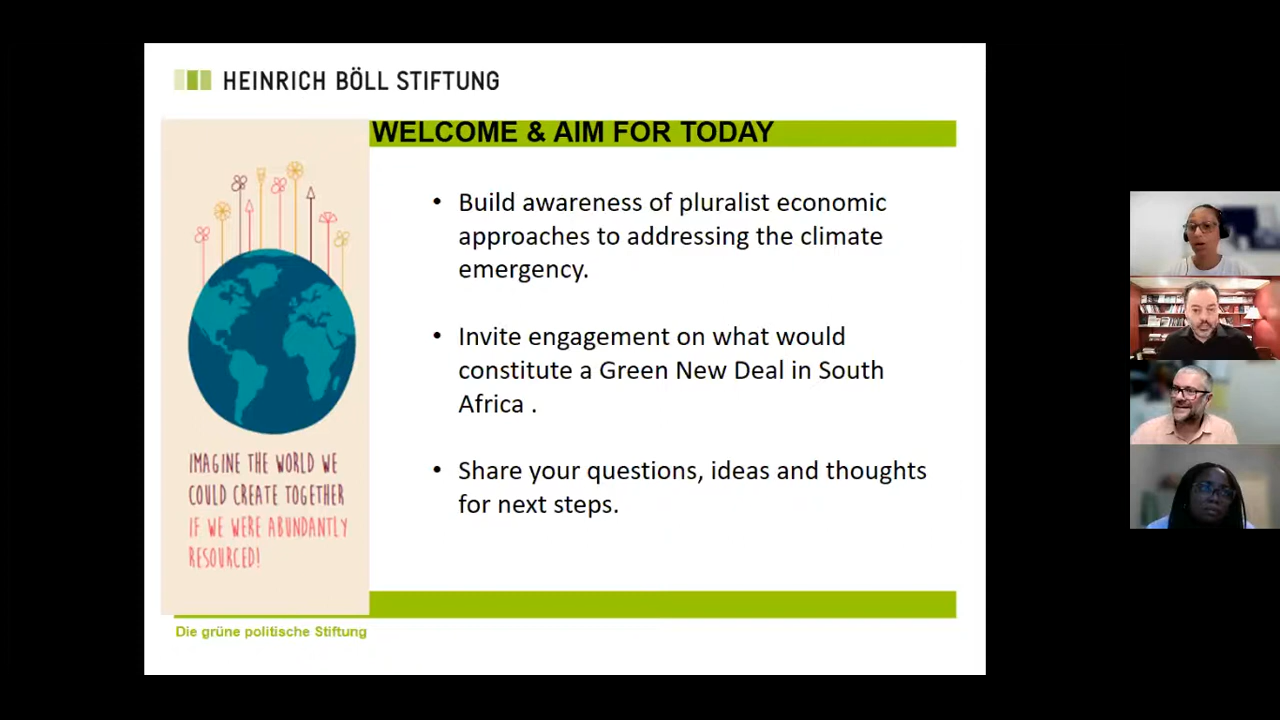 HEINRICH BÖLL STIFTUNG
WELCOME & AIM FOR TODAY
• Build awareness of pluralist economic
approaches to addressing the climate
emergency.
• Invite engagement on what would
constitute a Green New Deal in South
Africa .
• Share your questions, ideas and thoughts
for next steps.
IMAGINE THE WORLD WE
COULD CREATE TOGETHER
IF WE WERE ABUNDANTLY
RESOURCED!
Die grüne politische Stiftung